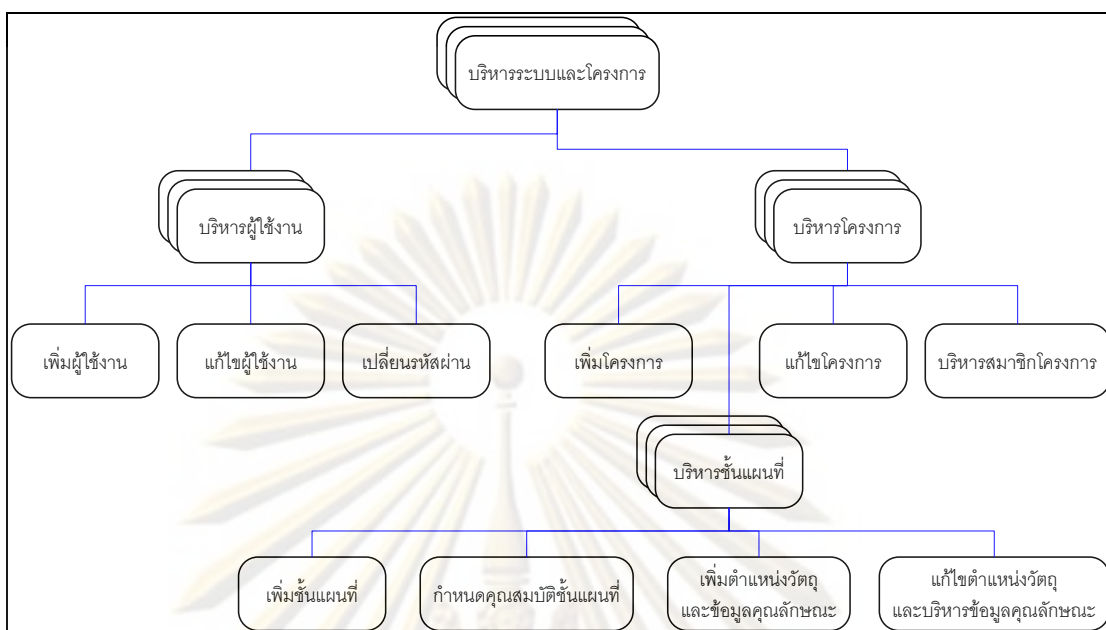 บริหารระบบและโครงการ
บริหารผู้ใช้งาน
บริหารโครงการ
เพิ่มผู้ใช้งาน
แก้ไขผู้ใช้งาน
เปลี่ยนรหัสผ่าน
เพิ่มโครงการ
แก้ไขโครงการ
บริหารสมาชิกโครงการ
บริหารชั้นแผนที่
เพิ่มชั้นแผนที่
กำหนดคุณสมบัติชั้นแผนที่
เพิ่มตำแหน่งวัตถุ
และข้อมูลคุณลักษณะ
แก้ไขตำแหน่งวัตถุ
และบริหารข้อมูลคุณลักษณะ